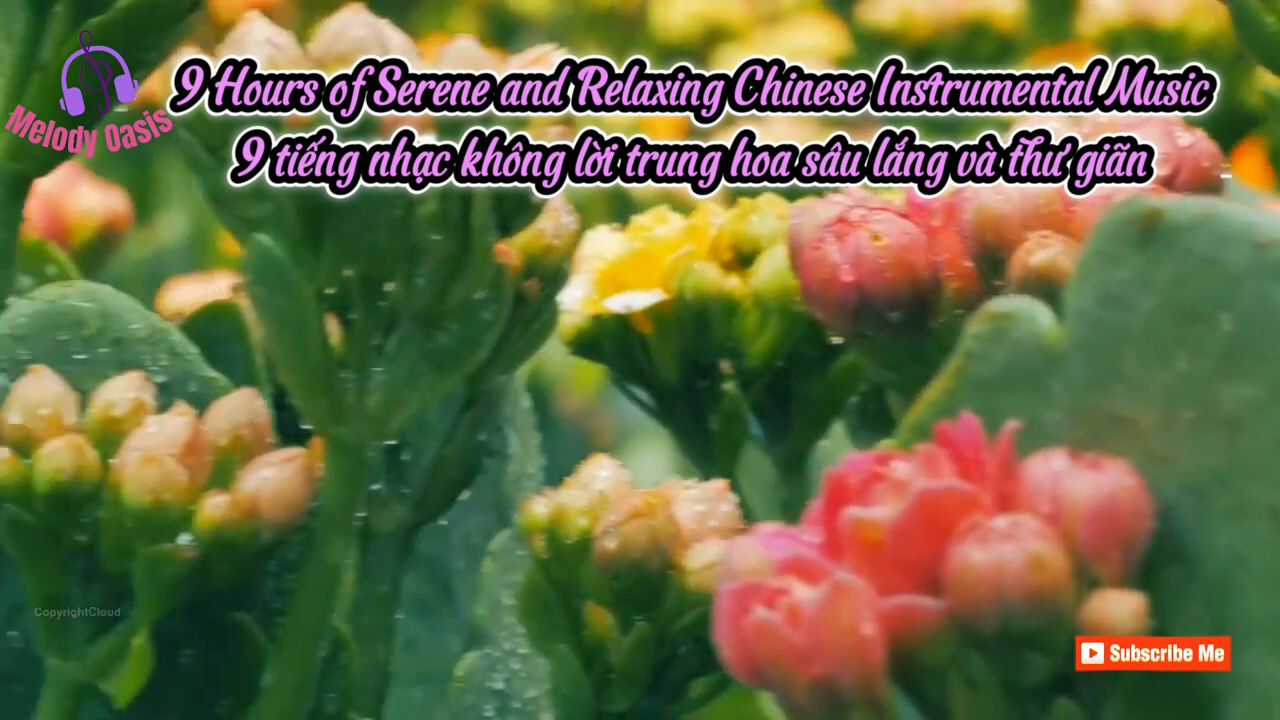 Melody Oasis
9 Hours of Serene and Relaxing Chinese Instrumental Music
9 tiếng nhạc không lời trung hoa sâu lắng và thư giãn
CopyrightCloud
Subscribe Me